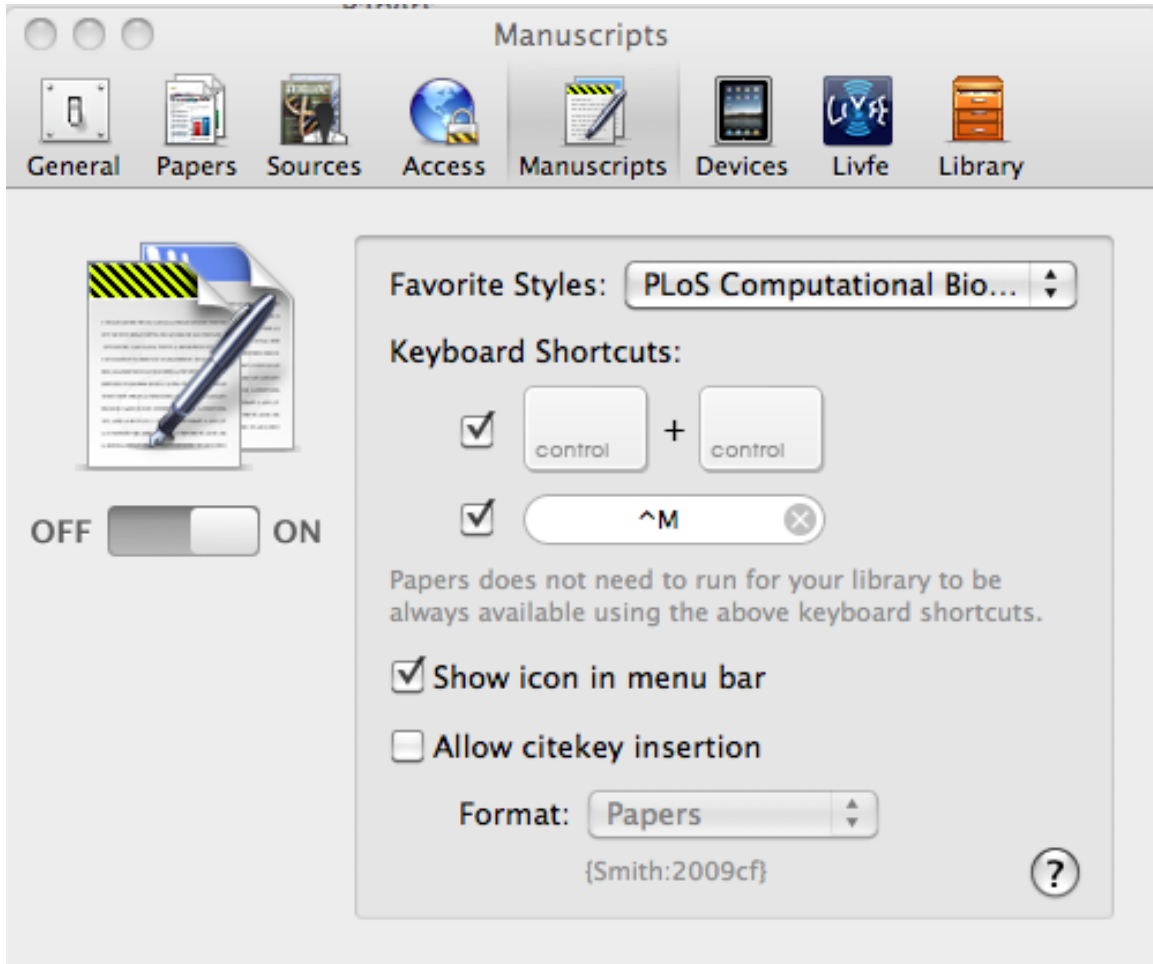 Manuscripts
LIVFE
General Papers Sources Access Manuscripts Devices Livfe Library
Favorite Styles: PLoS Computational Bio...
Keyboard Shortcuts:
control + control
^M
OFF ON
Papers does not need to run for your library to be
always available using the above keyboard shortcuts.
Show icon in menu bar
Allow citekey insertion
Format: Papers
{Smith:2009cf}
?